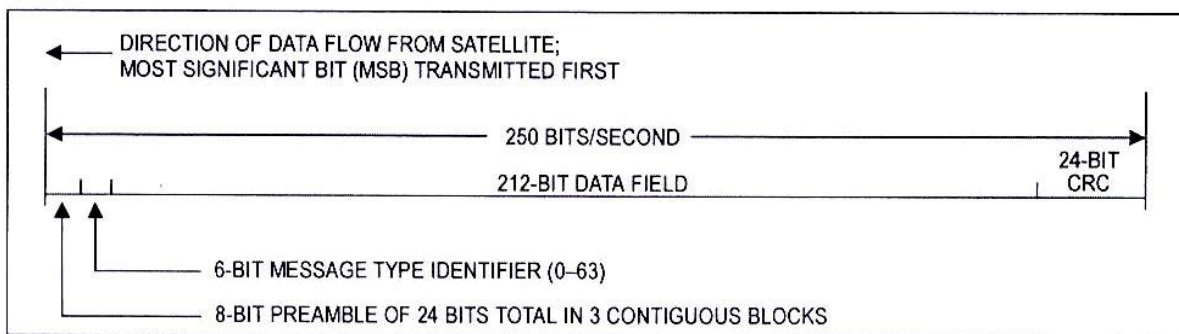 DIRECTION OF DATA FLOW FROM SATELLITE;
MOST SIGNIFICANT BIT (MSB) TRANSMITTED FIRST
250 BITS/SECOND
24-BIT
212-BIT DATA FIELD
CRC
6-BIT MESSAGE TYPE IDENTIFIER (0–63)
8-BIT PREAMBLE OF 24 BITS TOTAL IN 3 CONTIGUOUS BLOCKS